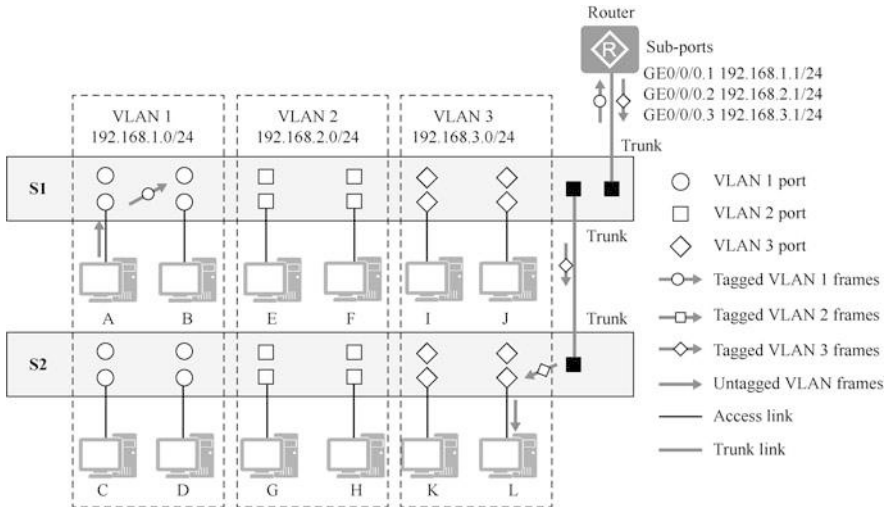 Router
R
Sub-ports
GE0/0/0.1 192.168.1.1/24
GE0/0/0.2 192.168.2.1/24
GE0/0/0.3 192.168.3.1/24
VLAN 1
192.168.1.0/24
VLAN 2
192.168.2.0/24
VLAN 3
192.168.3.0/24
Trunk
S1
Trunk
A B E F I J
Trunk
S2
C D G H K L
VLAN 1 port
VLAN 2 port
VLAN 3 port
Tagged VLAN 1 frames
Tagged VLAN 2 frames
Tagged VLAN 3 frames
Untagged VLAN frames
Access link
Trunk link